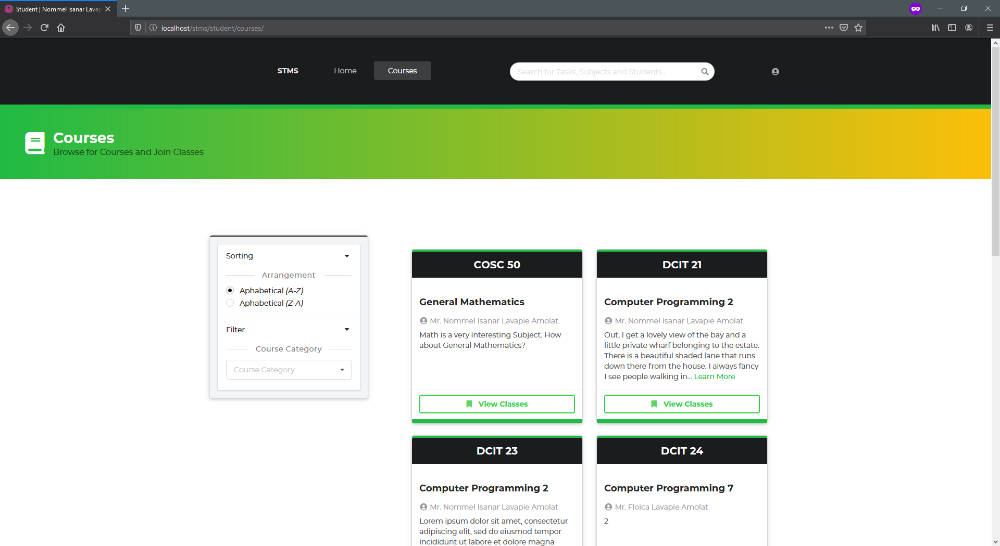 Student | Nommel Isanar Lavap
localhost/stms/student/courses/
STMS
Home
Courses
Search for Tasks, Subjects and Students...
Courses
Browse for Courses and Join Classes
Sorting
Arrangement
Aphabetical (A-Z)
Aphabetical (Z-A)
Filter
Course Category
Course Category
COSC 50
General Mathematics
Mr. Nommel Isanar Lavapie Amolat
Math is a very interesting Subject. How
about General Mathematics?
View Classes
DCIT 21
Computer Programming 2
Mr. Nommel Isanar Lavapie Amolat
Out, I get a lovely view of the bay and a
little private wharf belonging to the estate.
There is a beautiful shaded lane that runs
down there from the house. I always fancy
I see people walking in... Learn More
View Classes
DCIT 23
Computer Programming 2
Mr. Nommel Isanar Lavapie Amolat
Lorem ipsum dolor sit amet, consectetur
adipiscing elit, sed do eiusmod tempor
incididunt ut labore et dolore magna
DCIT 24
Computer Programming 7
Mr. Floica Lavapie Amolat
2